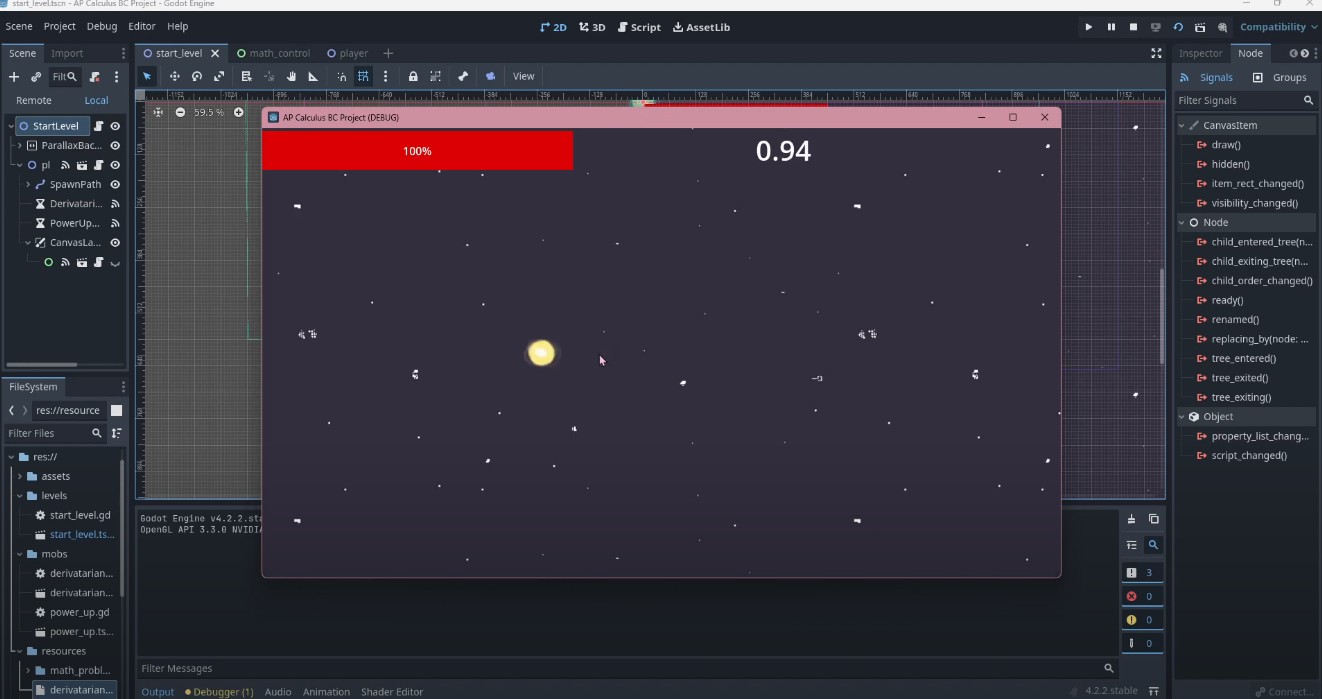 start_level.tscn - AP Calculus BC Project - Godot Engine
Scene Project Debug Editor Help
2D 3D Script AssetLib
Compatibility
Scene Import
start_level math_control player
Inspector Node
Filt
View
Signals Groups
Remote Local
Filter Signals
59.5 %
StartLevel
ParallaxBac...
pl
SpawnPath
Derivatari...
PowerUp...
CanvasLa...
AP Calculus BC Project (DEBUG)
100%
0.94
CanvasItem
draw()
hidden()
item_rect_changed()
visibility_changed()
Node
child_entered_tree(n...
child_exiting_tree(n...
child_order_changed()
ready()
renamed()
replacing_by(node: ...
tree_entered()
tree_exited()
tree_exiting()
Object
property_list_chang...
script_changed()
FileSystem
res://resource
Filter Files
res://
assets
levels
start_level.gd
start_level.ts...
mobs
derivatarian...
derivatarian...
power_up.gd
power_up.ts...
resources
math_probl...
derivatarian...
Godot Engine v4.2.2.st
OpenGL API 3.3.0 NVIDI
3
0
0
0
Filter Messages
Output Debugger (1) Audio Animation Shader Editor
4.2.2.stable
Connect...